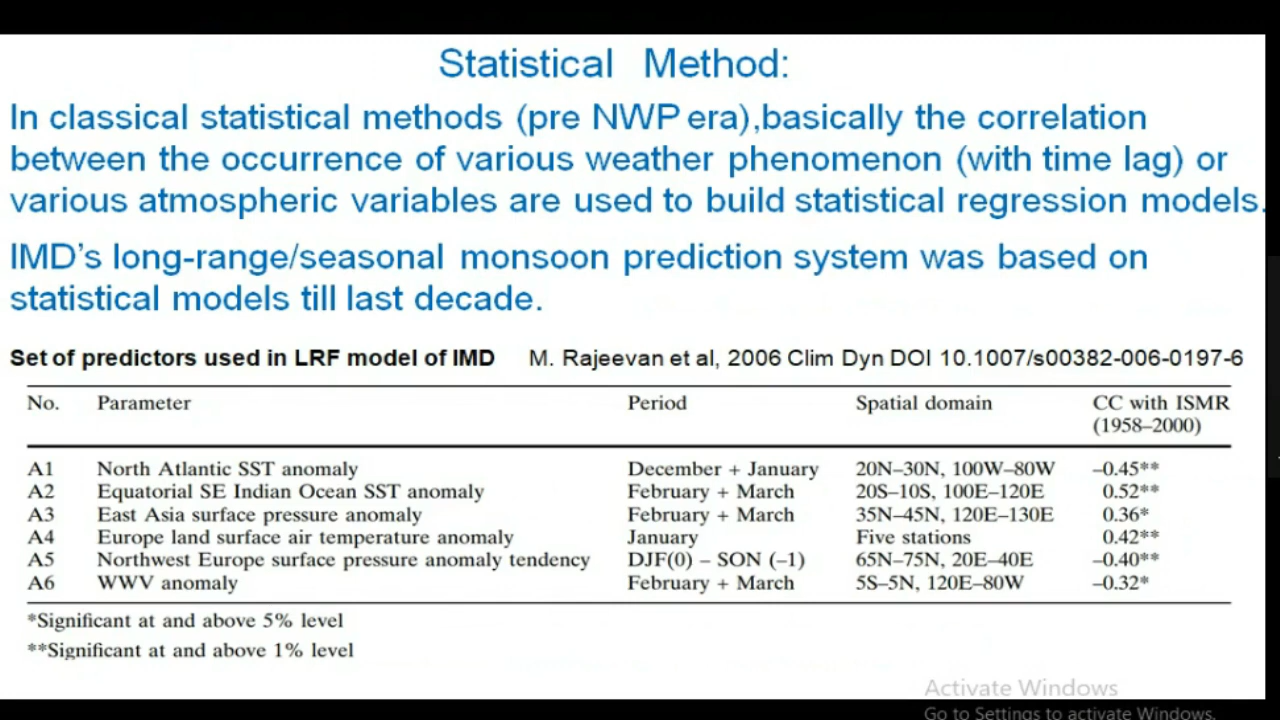 Statistical Method:
In classical statistical methods (pre NWP era),basically the correlation
between the occurrence of various weather phenomenon (with time lag) or
various atmospheric variables are used to build statistical regression models.
IMD's long-range/seasonal monsoon prediction system was based on
statistical models till last decade.
Set of predictors used in LRF model of IMD M. Rajeevan et al, 2006 Clim Dyn DOI 10.1007/s00382-006-0197-6
No. Parameter Period Spatial domain CC with ISMR
(1958–2000)
A1 North Atlantic SST anomaly December + January 20N–30N, 100W–80W –0.45**
A2 Equatorial SE Indian Ocean SST anomaly February + March 20S–10S, 100E–120E 0.52**
A3 East Asia surface pressure anomaly February + March 35N–45N, 120E–130E 0.36*
A4 Europe land surface air temperature anomaly January Five stations 0.42**
A5 Northwest Europe surface pressure anomaly tendency DJF(0) – SON (–1) 65N–75N, 20E–40E –0.40**
A6 WWV anomaly February + March 5S–5N, 120E–80W –0.32*
*Significant at and above 5% level
**Significant at and above 1% level
Activate Windows
Go to Settings to activate Windows.